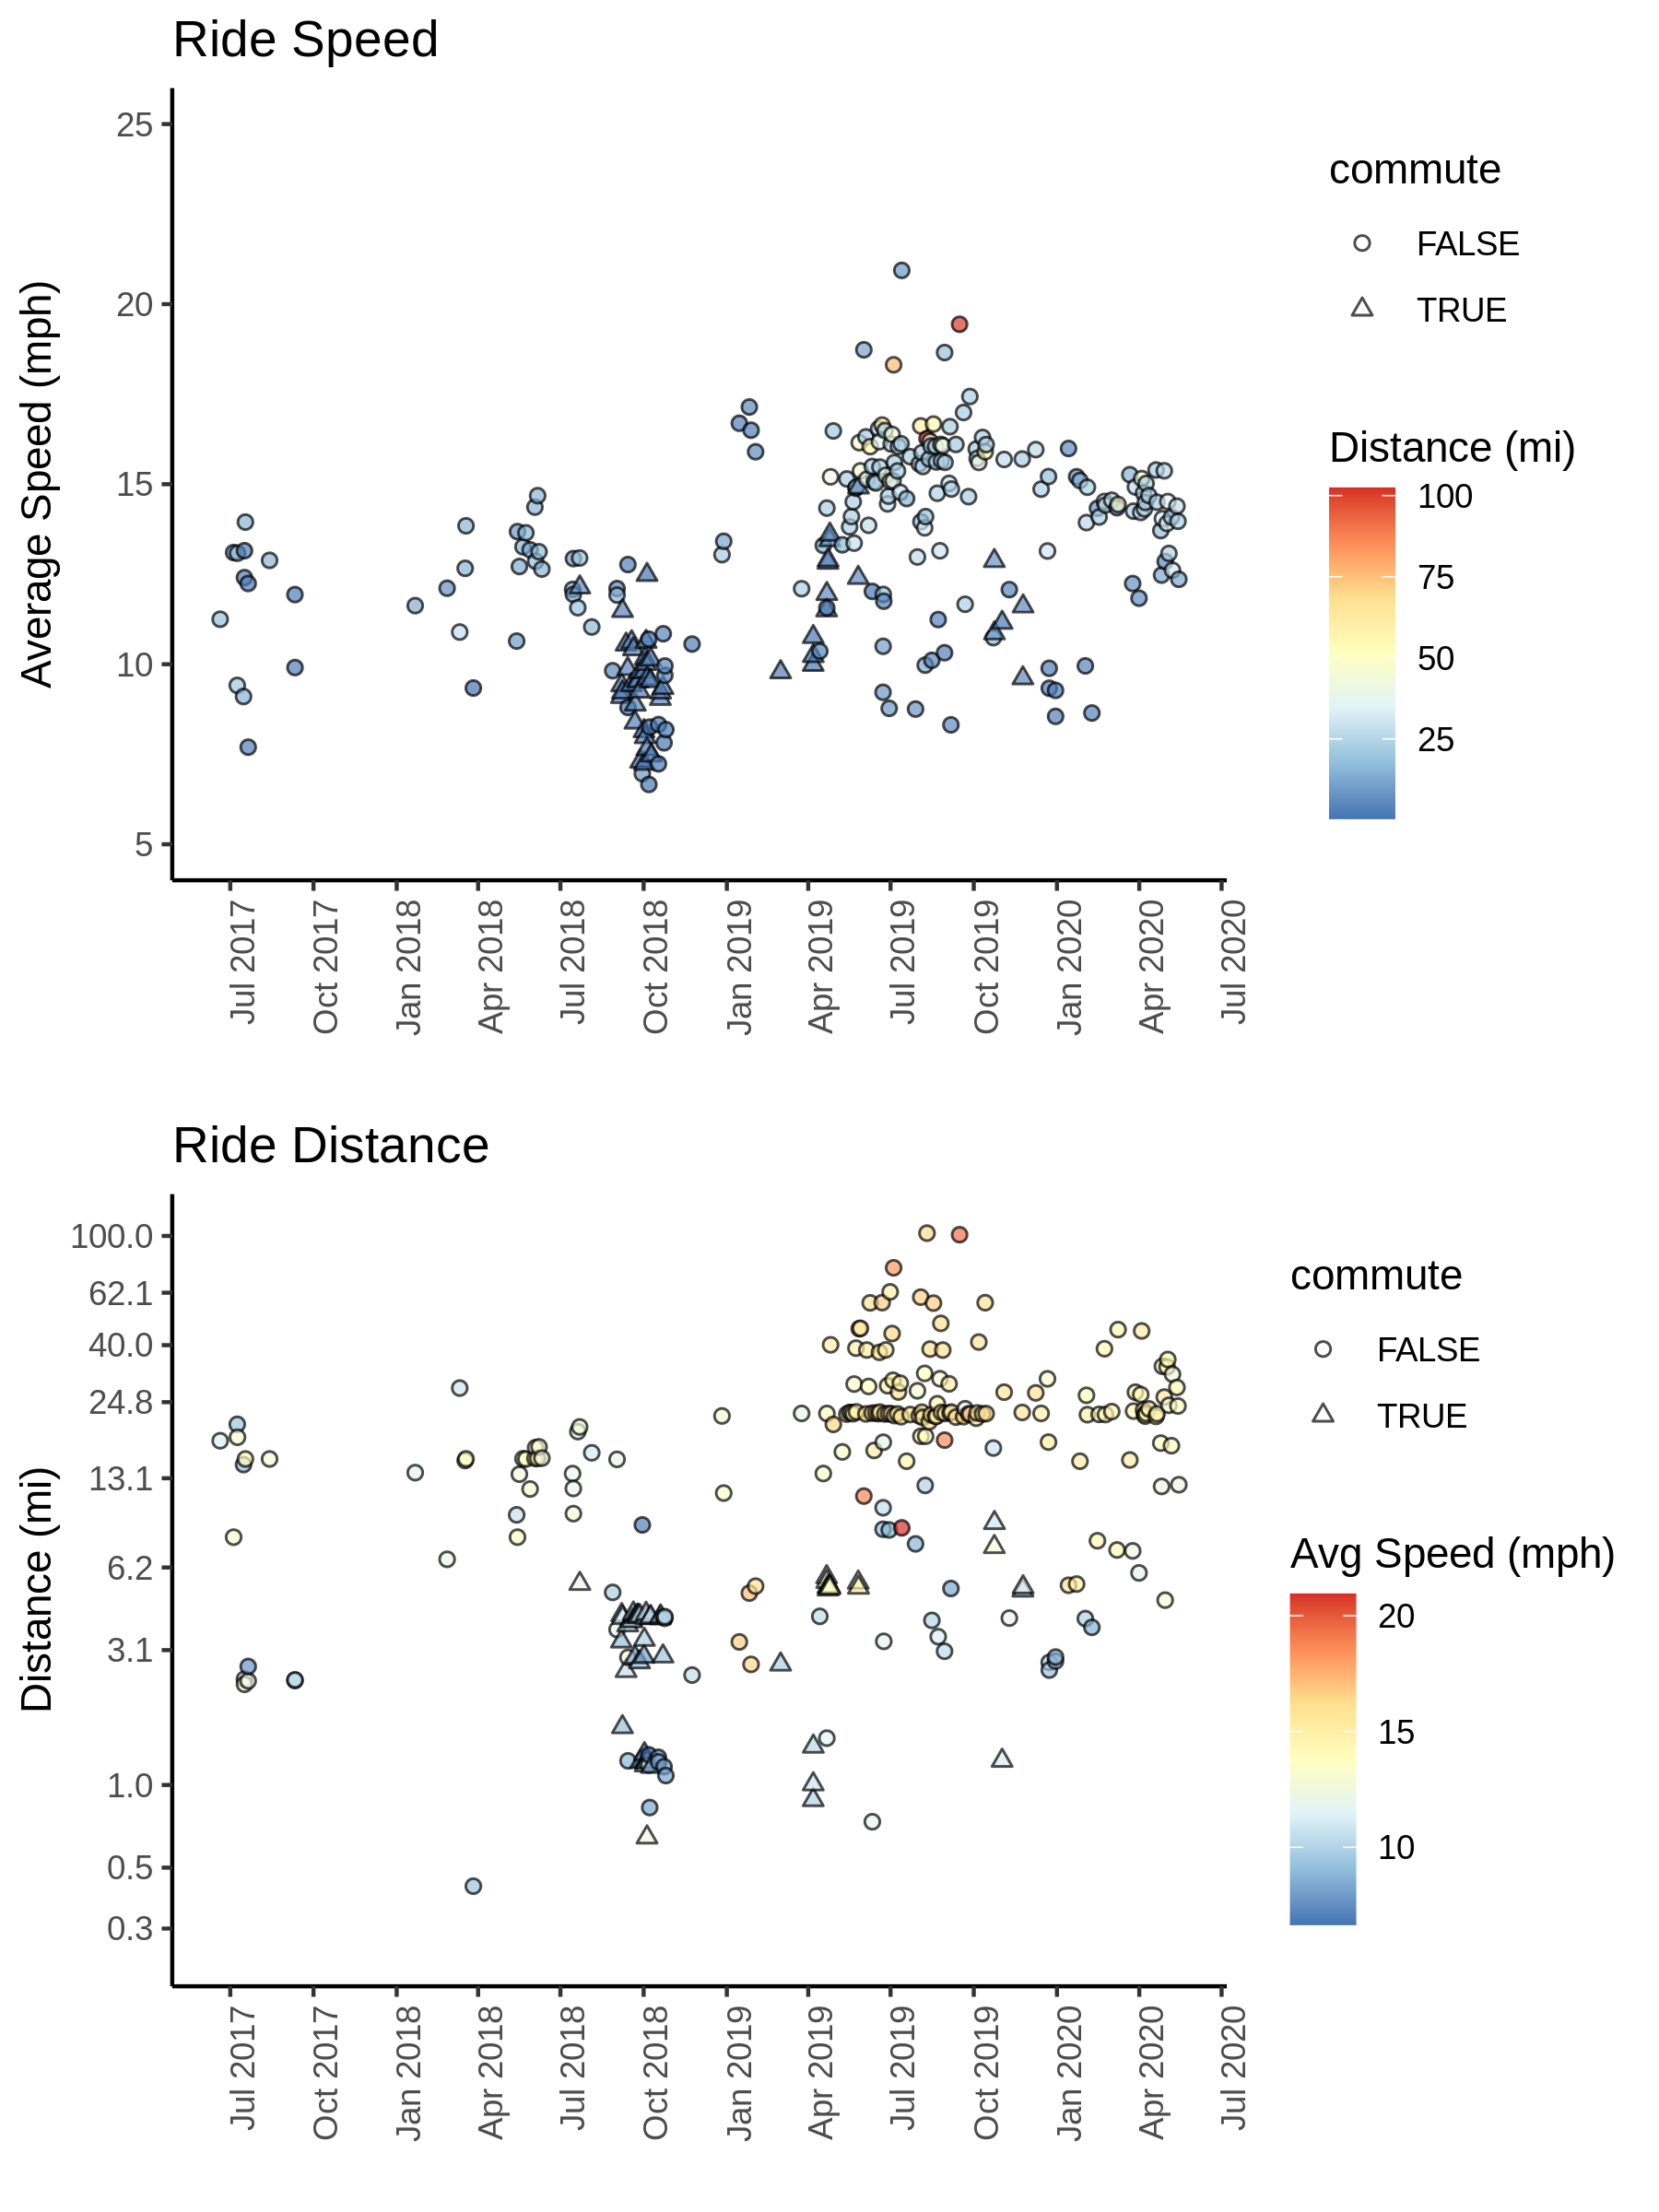 Ride Speed
Average Speed (mph)
25
20
15
10
5
Jul 2017
Oct 2017
Jan 2018
Apr 2018
Jul 2018
Oct 2018
Jan 2019
Apr 2019
Jul 2019
Oct 2019
Jan 2020
Apr 2020
Jul 2020
commute
FALSE
TRUE
Distance (mi)
100
75
50
25
Ride Distance
Distance (mi)
100.0
62.1
40.0
24.8
13.1
6.2
3.1
1.0
0.5
0.3
Jul 2017
Oct 2017
Jan 2018
Apr 2018
Jul 2018
Oct 2018
Jan 2019
Apr 2019
Jul 2019
Oct 2019
Jan 2020
Apr 2020
Jul 2020
commute
FALSE
TRUE
Avg Speed (mph)
20
15
10